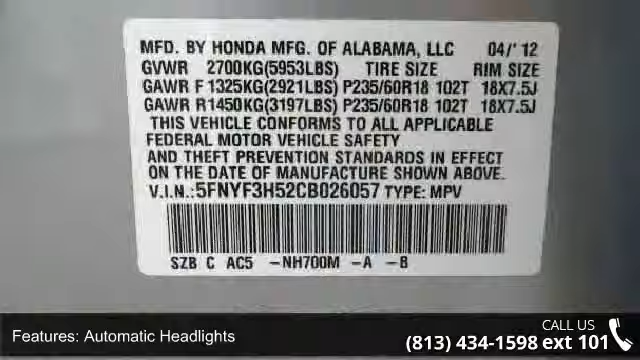 MFD. BY HONDA MFG. OF ALABAMA, LLC 04/'12
GVWR 2700KG(5953LBS) TIRE SIZE RIM SIZE
GAWR F 1325KG(2921LBS) P235/60R18 102T 18X7.5J
GAWR R 1450KG(3197LBS) P235/60R18 102T 18X7.5J
THIS VEHICLE CONFORMS TO ALL APPLICABLE
FEDERAL MOTOR VEHICLE SAFETY
AND THEFT PREVENTION STANDARDS IN EFFECT
ON THE DATE OF MANUFACTURE SHOWN ABOVE.
V.I.N.:5FNYF3H52CB026057 TYPE: MPV
SZB C AC5 -NH700M -A -B
Features: Automatic Headlights
CALL US
(813) 434-1598 ext 101